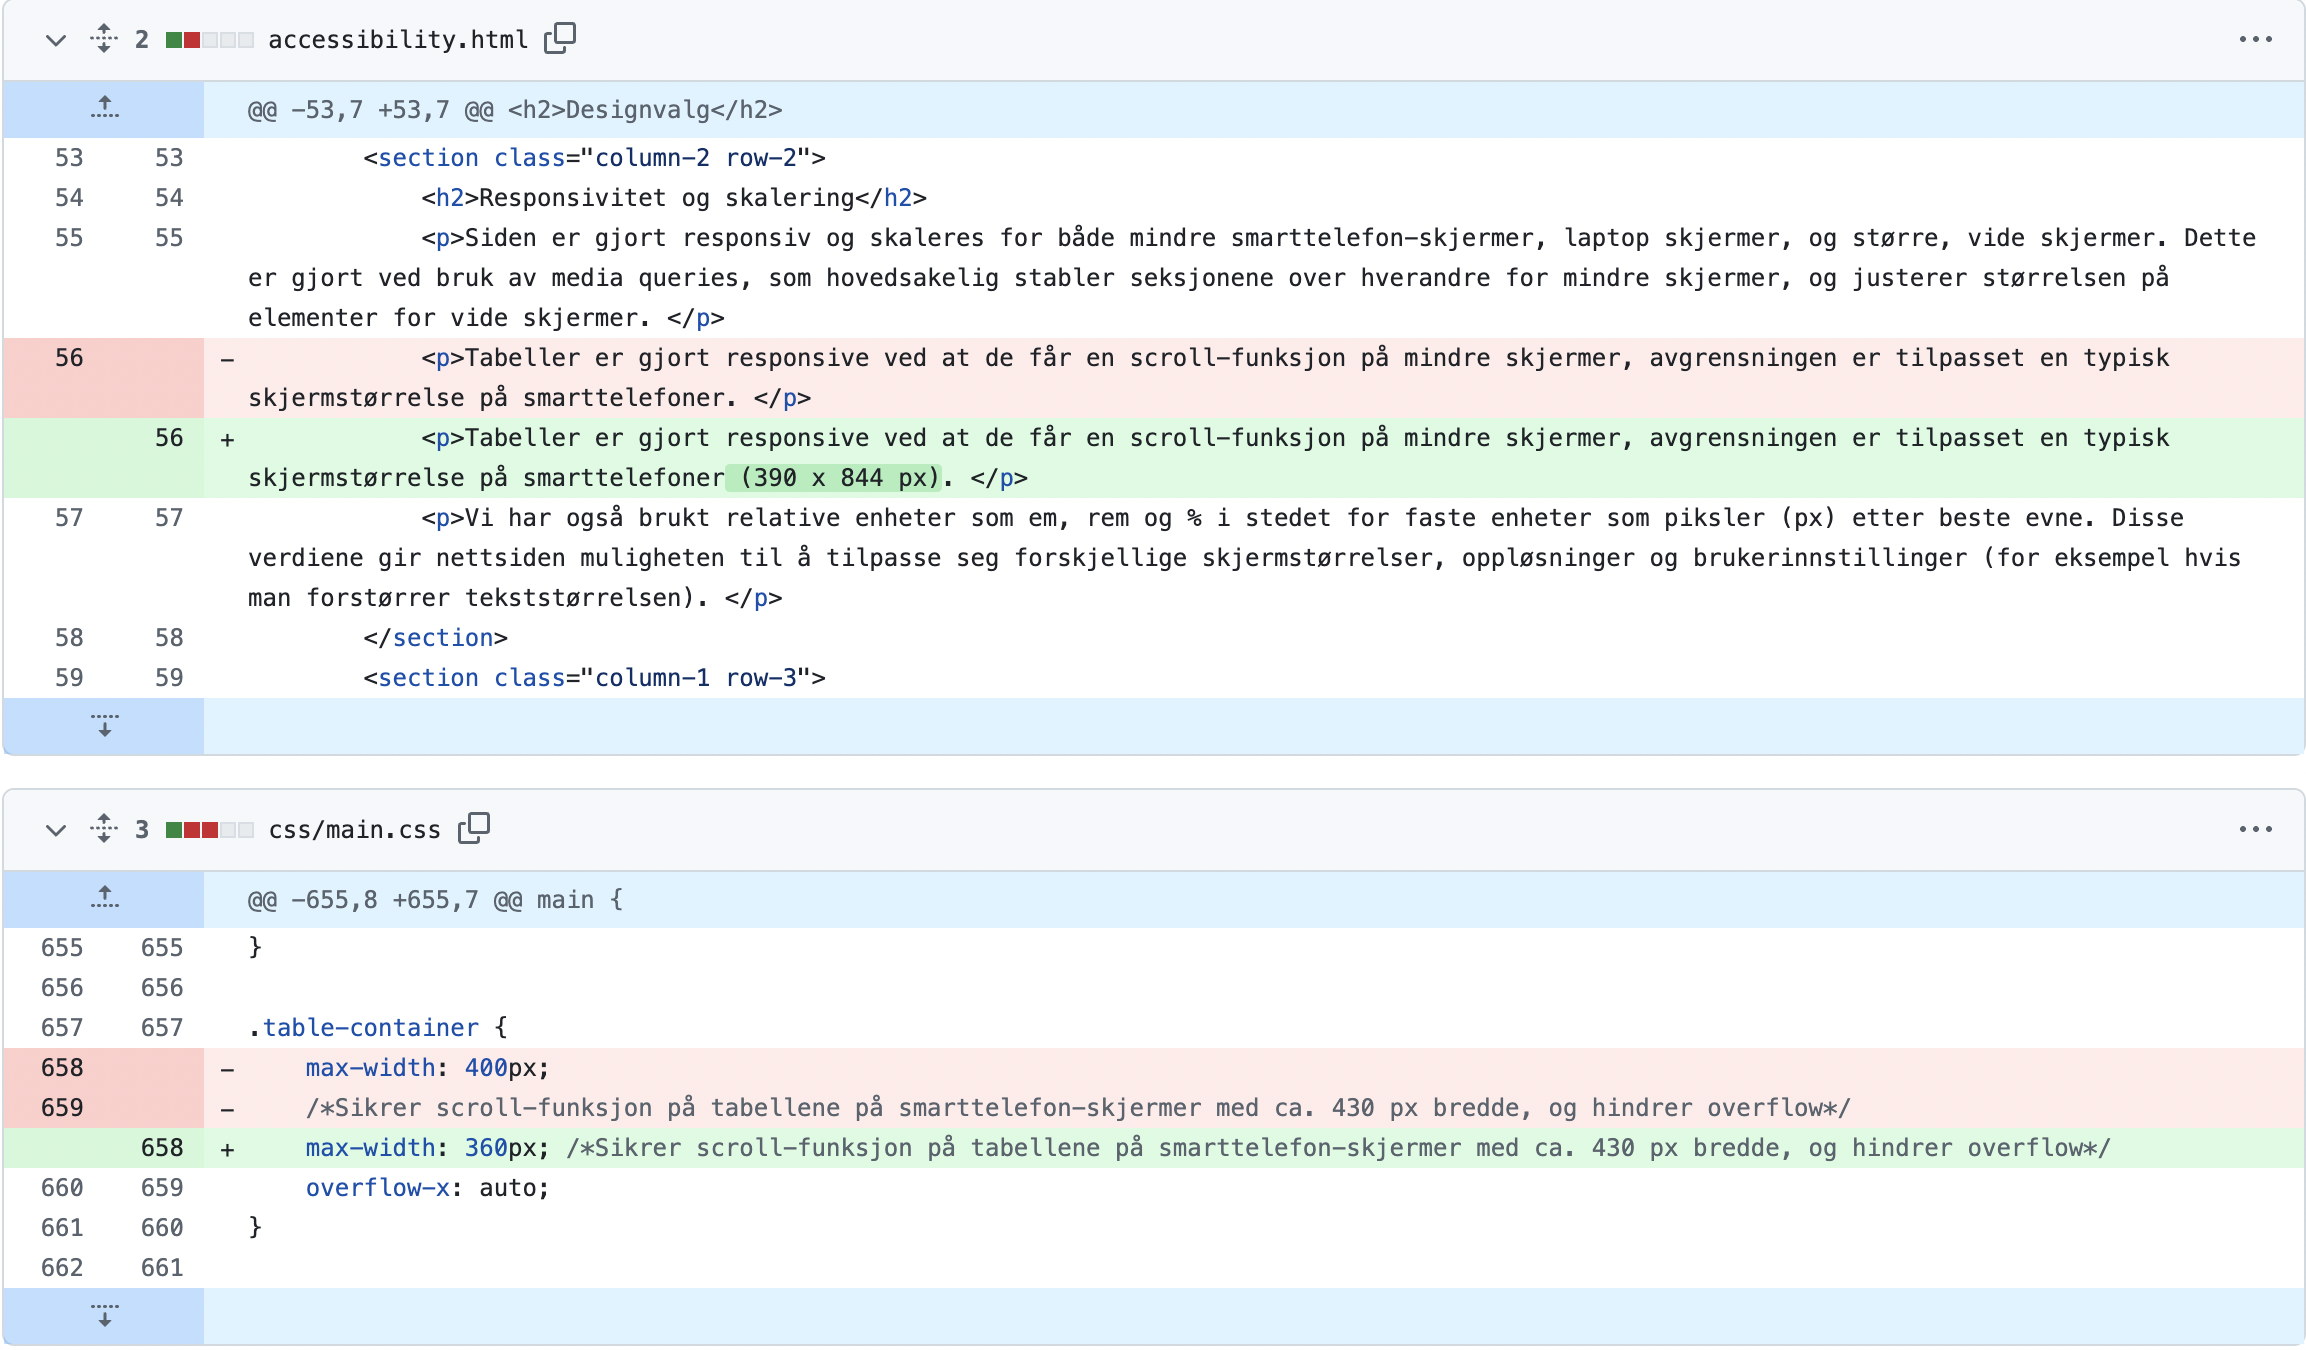 2 accessibility.html
@@ -53,7 +53,7 @@ <h2>Designvalg</h2>
53 53 <section class="column-2 row-2">
54 54 <h2>Responsivitet og skalering</h2>
55 55 <p>Siden er gjort responsiv og skaleres for både mindre smarttelefon-skjermer, laptop skjermer, og større, vide skjermer. Dette
er gjort ved bruk av media queries, som hovedsakelig stabler seksjonene over hverandre for mindre skjermer, og justerer størrelsen på
elementer for vide skjermer. </p>
56 - <p>Tabeller er gjort responsive ved at de får en scroll-funksjon på mindre skjermer, avgrensningen er tilpasset en typisk
skjermstørrelse på smarttelefoner. </p>
56 + <p>Tabeller er gjort responsive ved at de får en scroll-funksjon på mindre skjermer, avgrensningen er tilpasset en typisk
skjermstørrelse på smarttelefoner (390 x 844 px). </p>
57 57 <p>Vi har også brukt relative enheter som em, rem og % i stedet for faste enheter som piksler (px) etter beste evne. Disse
verdiene gir nettsiden muligheten til å tilpasse seg forskjellige skjermstørrelser, oppløsninger og brukerinnstillinger (for eksempel hvis
man forstørrer tekststørrelsen). </p>
58 58 </section>
59 59 <section class="column-1 row-3">
3 css/main.css
@@ -655,8 +655,7 @@ main {
655 655 }
656 656
657 657 .table-container {
658 - max-width: 400px;
659 - /*Sikrer scroll-funksjon på tabellene på smarttelefon-skjermer med ca. 430 px bredde, og hindrer overflow*/
658 + max-width: 360px; /*Sikrer scroll-funksjon på tabellene på smarttelefon-skjermer med ca. 430 px bredde, og hindrer overflow*/
660 659 overflow-x: auto;
661 660 }
662 661